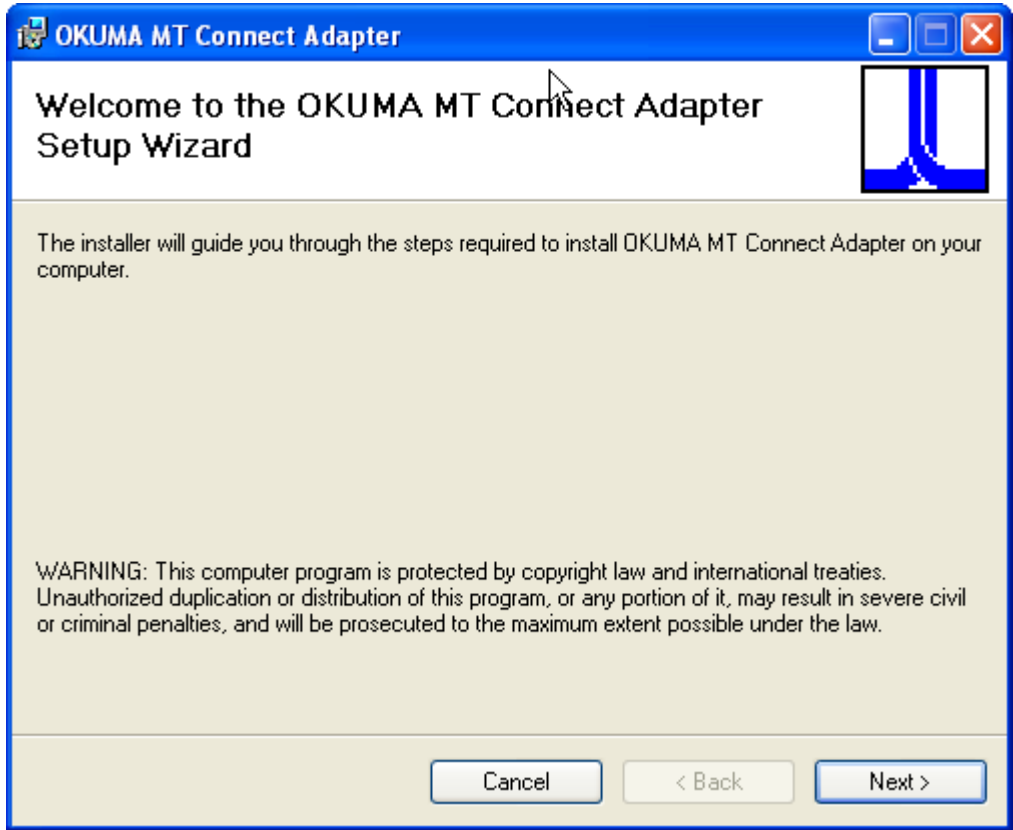 OKUMA MT Connect Adapter
Welcome to the OKUMA MT Connect Adapter
Setup Wizard
The installer will guide you through the steps required to install OKUMA MT Connect Adapter on your
computer.
WARNING: This computer program is protected by copyright law and international treaties.
Unauthorized duplication or distribution of this program, or any portion of it, may result in severe civil
or criminal penalties, and will be prosecuted to the maximum extent possible under the law.
Cancel
< Back
Next >